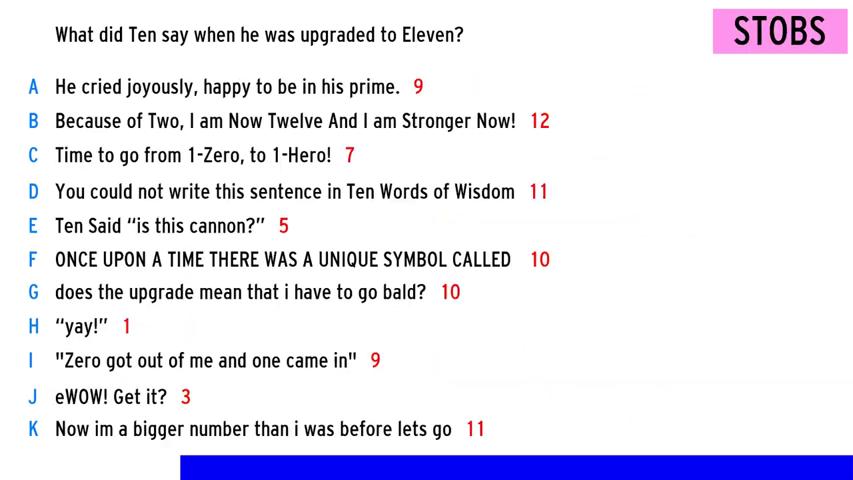 What did Ten say when he was upgraded to Eleven?
STOBS
A He cried joyously, happy to be in his prime. 9
B Because of Two, I am Now Twelve And I am Stronger Now! 12
C Time to go from 1-Zero, to 1-Hero! 7
D You could not write this sentence in Ten Words of Wisdom 11
E Ten Said “is this cannon?” 5
F ONCE UPON A TIME THERE WAS A UNIQUE SYMBOL CALLED 10
G does the upgrade mean that i have to go bald? 10
H “yay!” 1
I "Zero got out of me and one came in" 9
J eWOW! Get it? 3
K Now im a bigger number than i was before lets go 11